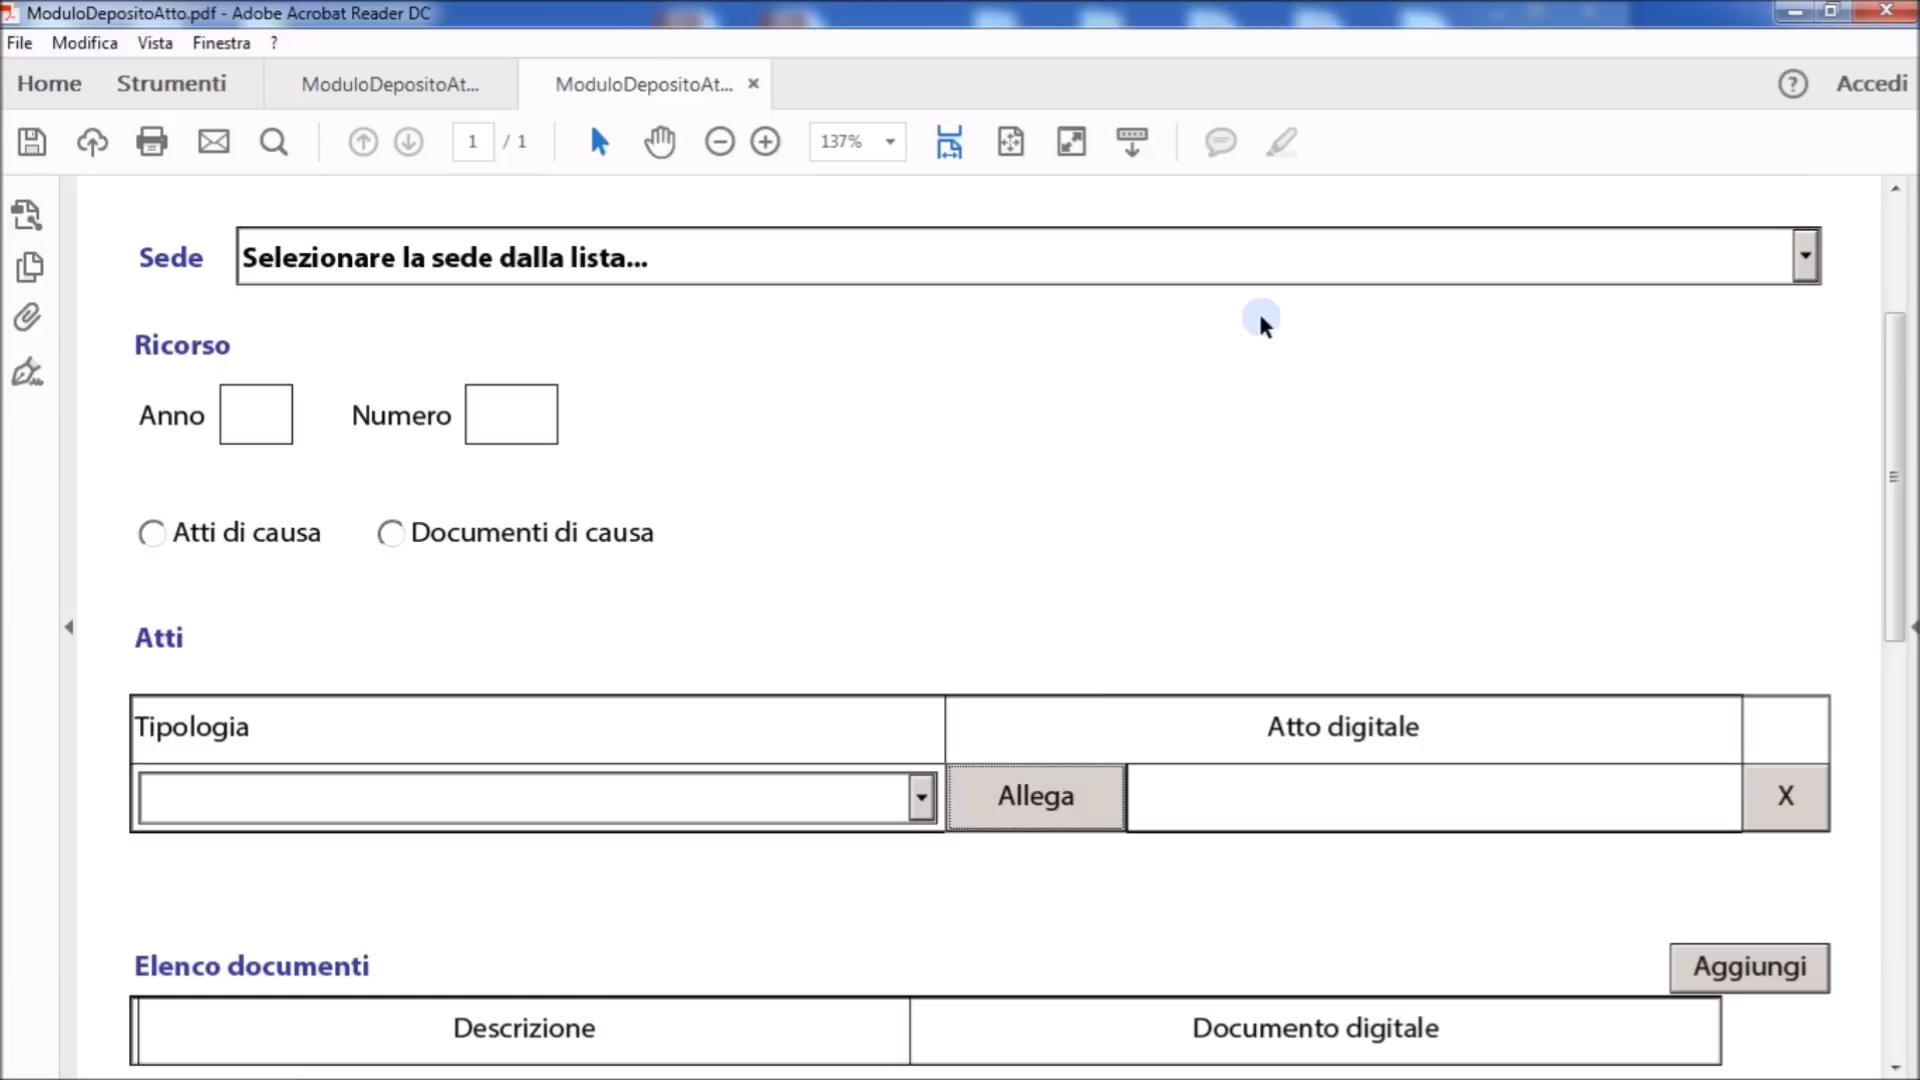 ModuloDepositoAtto.pdf - Adobe Acrobat Reader DC
File Modifica Vista Finestra ?
Home Strumenti ModuloDepositoAt... ModuloDepositoAt... × ? Accedi
1 / 1 137%
Sede Selezionare la sede dalla lista...
Ricorso
Anno Numero
Atti di causa Documenti di causa
Atti
Tipologia Atto digitale
Allega X
Elenco documenti Aggiungi
Descrizione Documento digitale